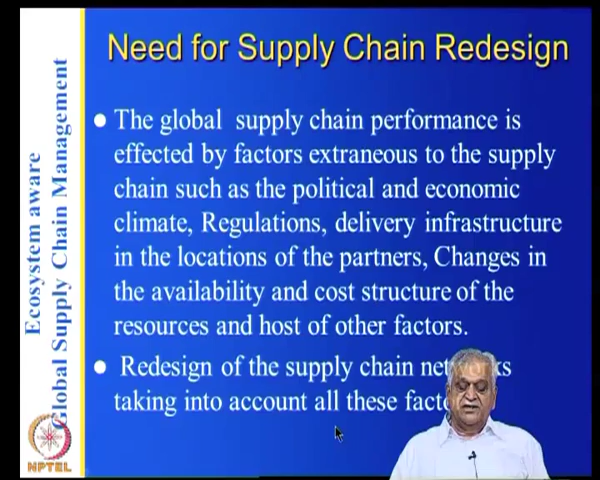 Need for Supply Chain Redesign
Ecosystem aware
Global Supply Chain Management
The global supply chain performance is
effected by factors extraneous to the supply
chain such as the political and economic
climate, Regulations, delivery infrastructure
in the locations of the partners, Changes in
the availability and cost structure of the
resources and host of other factors.
Redesign of the supply chain
taking into account all these
NPTEL